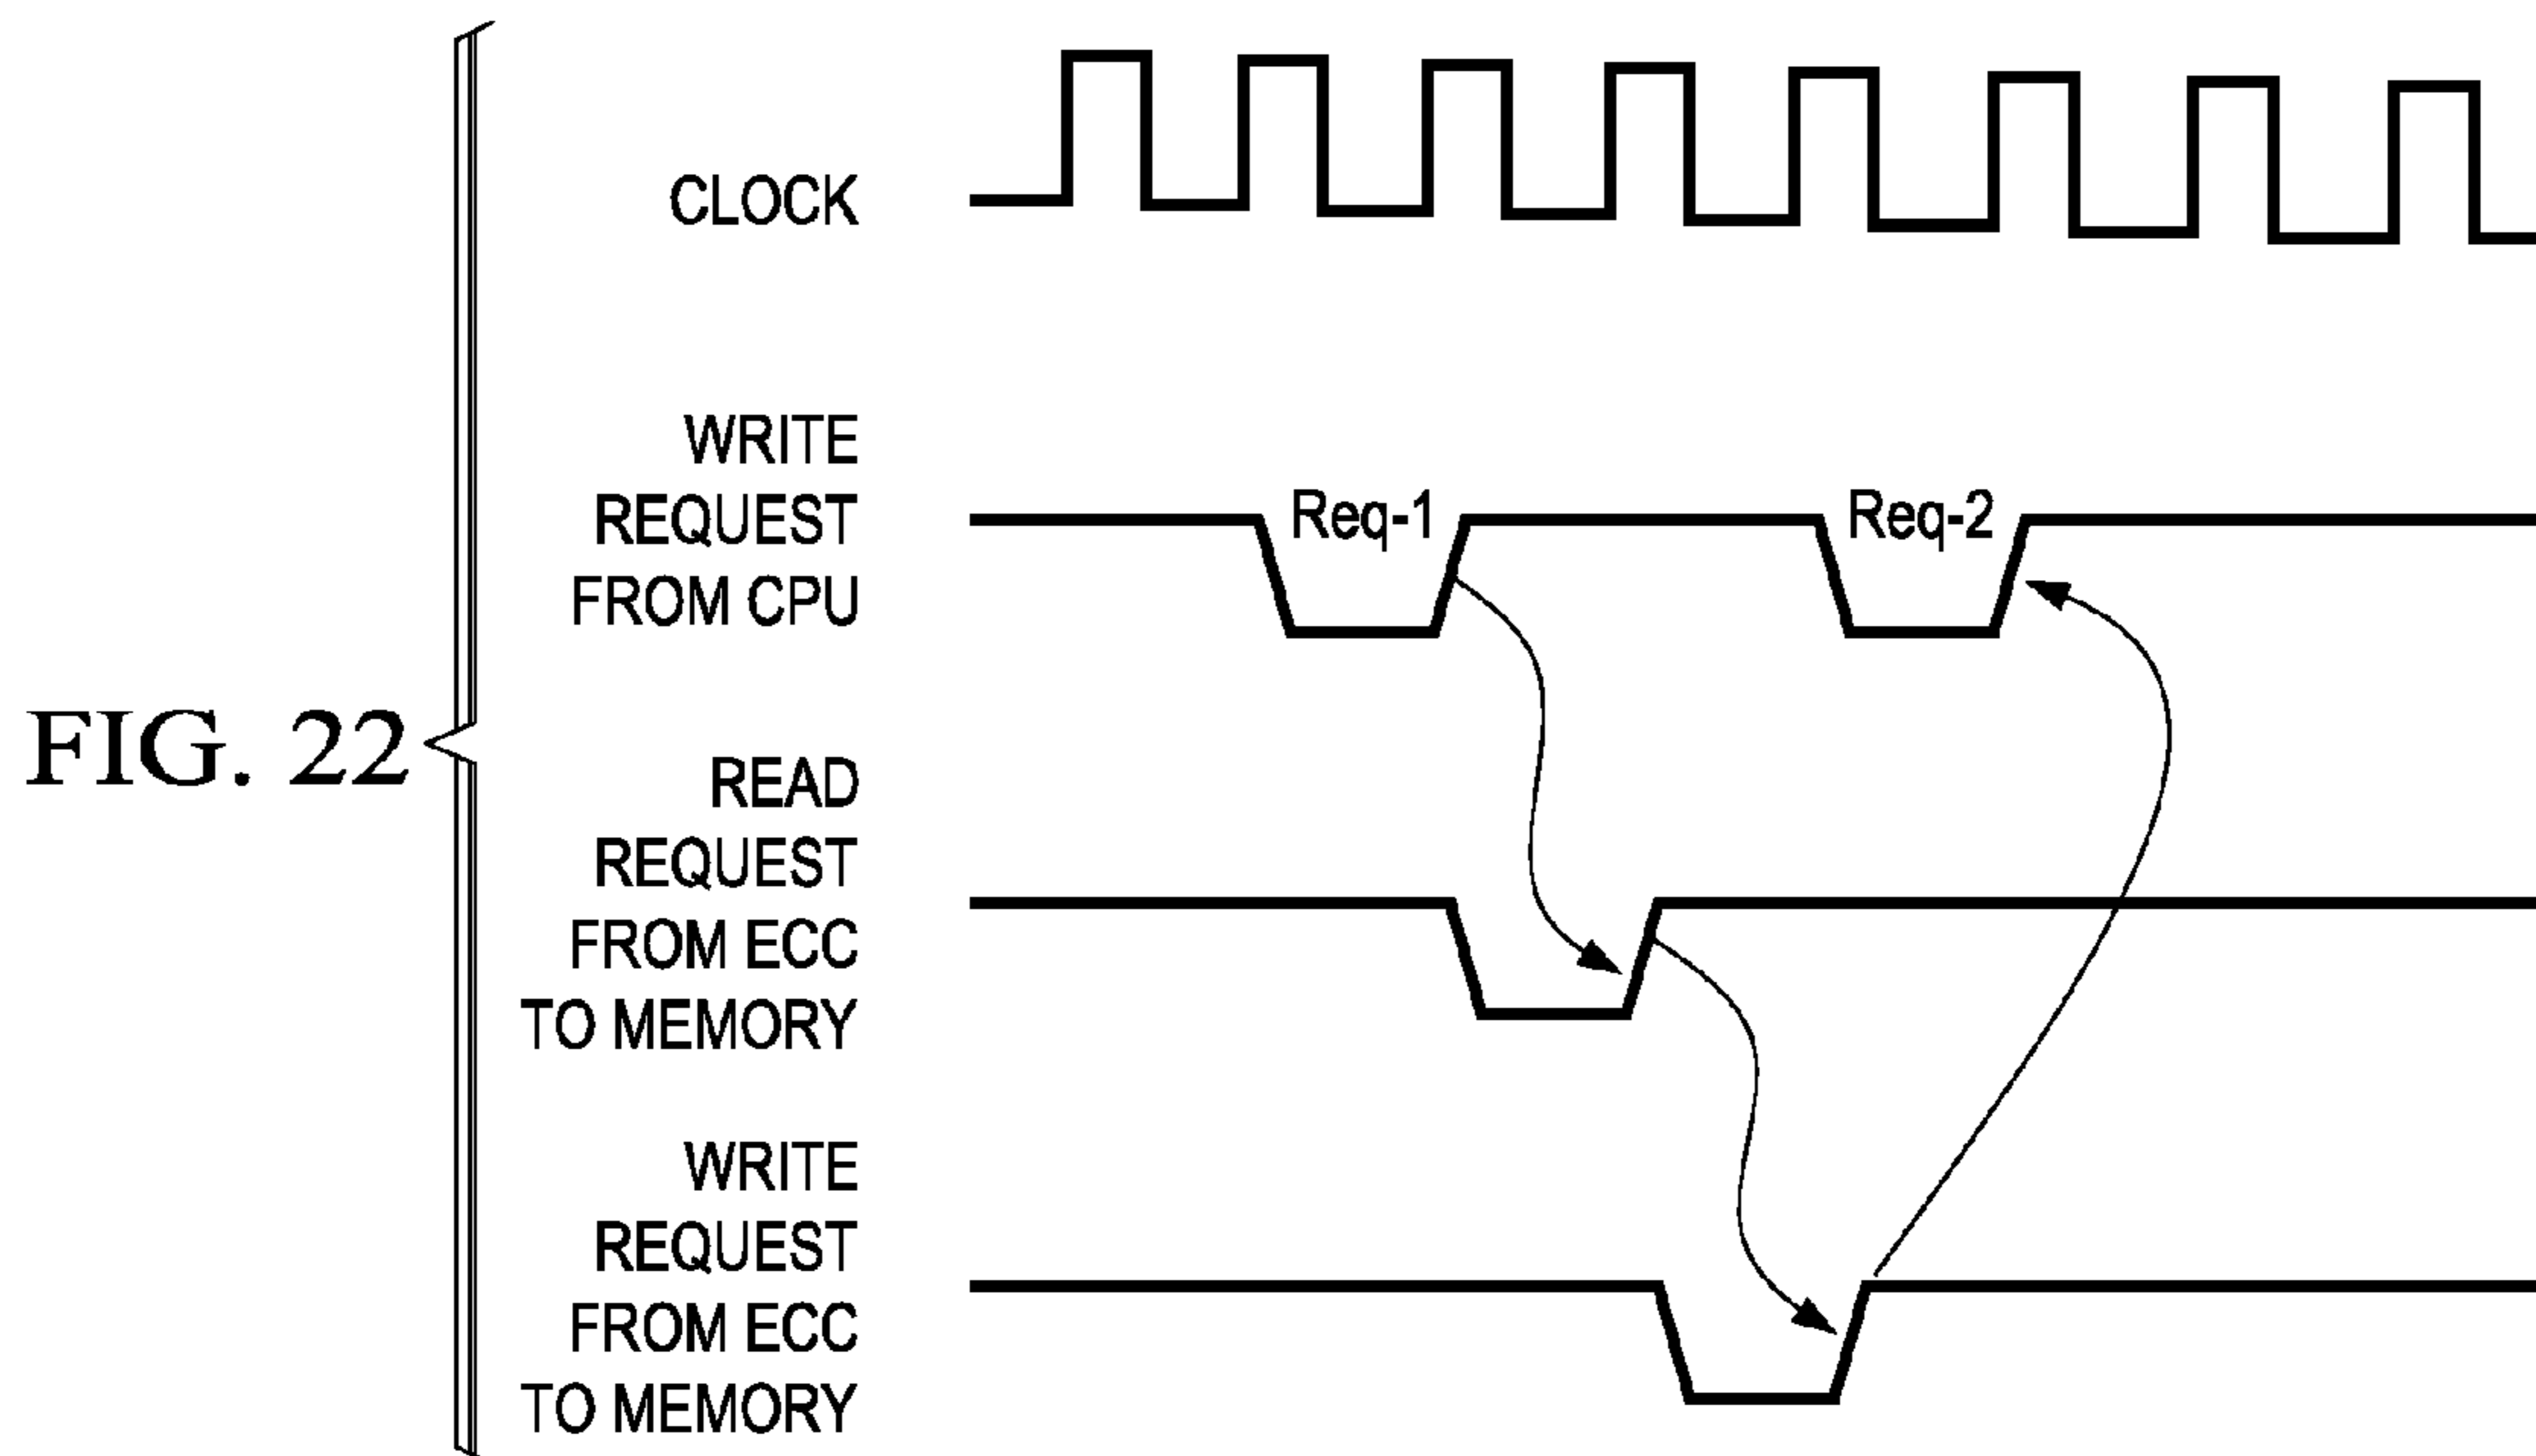 CLOCK
WRITE
REQUEST
FROM CPU
Req-1
Req-2
FIG. 22
READ
REQUEST
FROM ECC
TO MEMORY
WRITE
REQUEST
FROM ECC
TO MEMORY